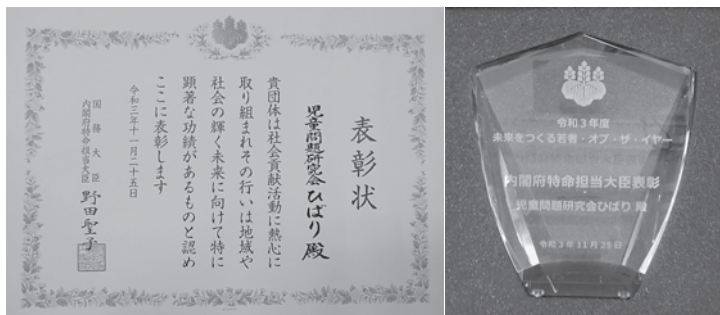 表彰状
児童問題研究会ひばり 殿
貴団体は社会貢献活動に熱心に
取り組まれその行いは地域や
社会の輝く未来に向けて特に
顕著な功績があるものと認め
ここに表彰します
令和三年十一月二十五日
国務大臣
内閣府特命担当大臣 野田聖子
令和3年度
未来をつくる若者・オブ・ザ・イヤー
内閣府特命担当大臣表彰
児童問題研究会ひばり 殿
令和3年11月25日